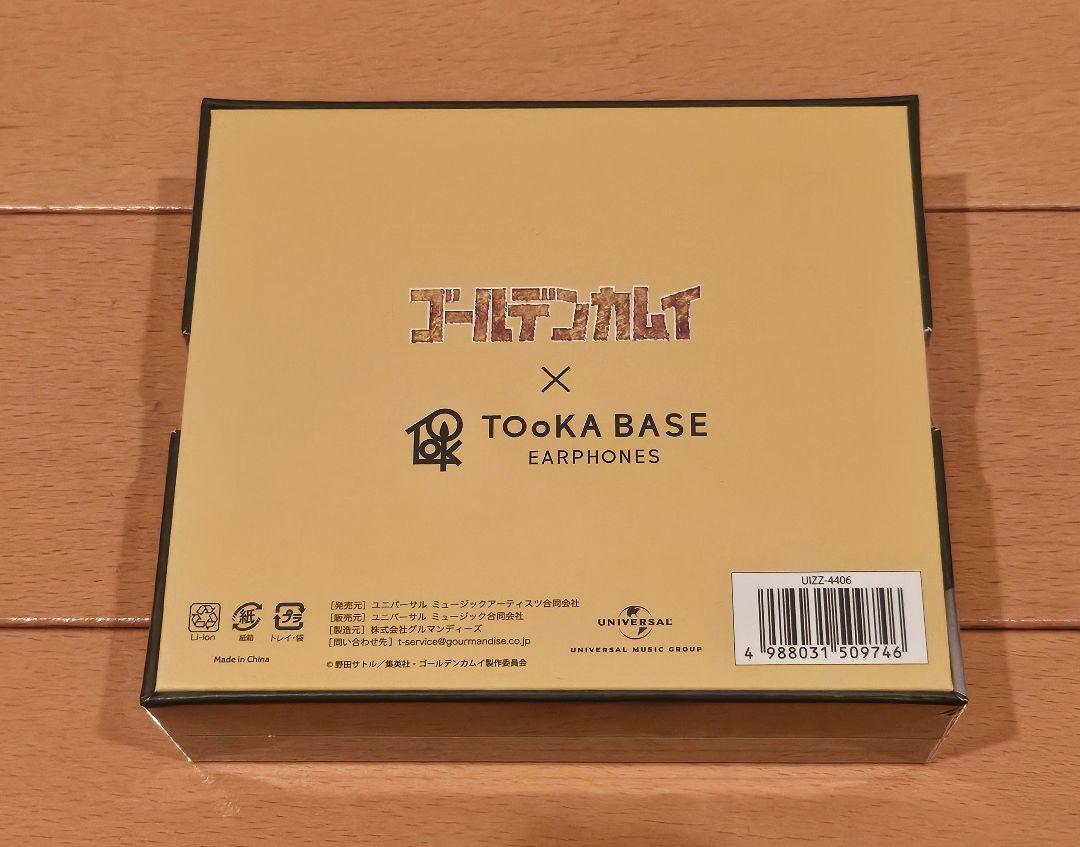 ゴールデンカムイ
×
TOoKA BASE
EARPHONES
UIZZ-4406
4 988031 509746
[発売元] ユニバーサル ミュージックアーティスツ合同会社
[販売元] ユニバーサル ミュージック合同会社
[製造元] 株式会社グルマンディーズ
[問い合わせ先] t-service@gourmandise.co.jp
©野田サトル／集英社・ゴールデンカムイ製作委員会
Li-ion
紙
紙箱
プラ
トレイ・袋
Made in China
UNIVERSAL
UNIVERSAL MUSIC GROUP